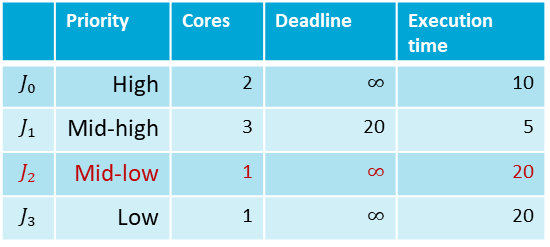 Priority Cores Deadline Execution time
J₀ High 2 ∞ 10
J₁ Mid-high 3 20 5
J₂ Mid-low 1 ∞ 20
J₃ Low 1 ∞ 20